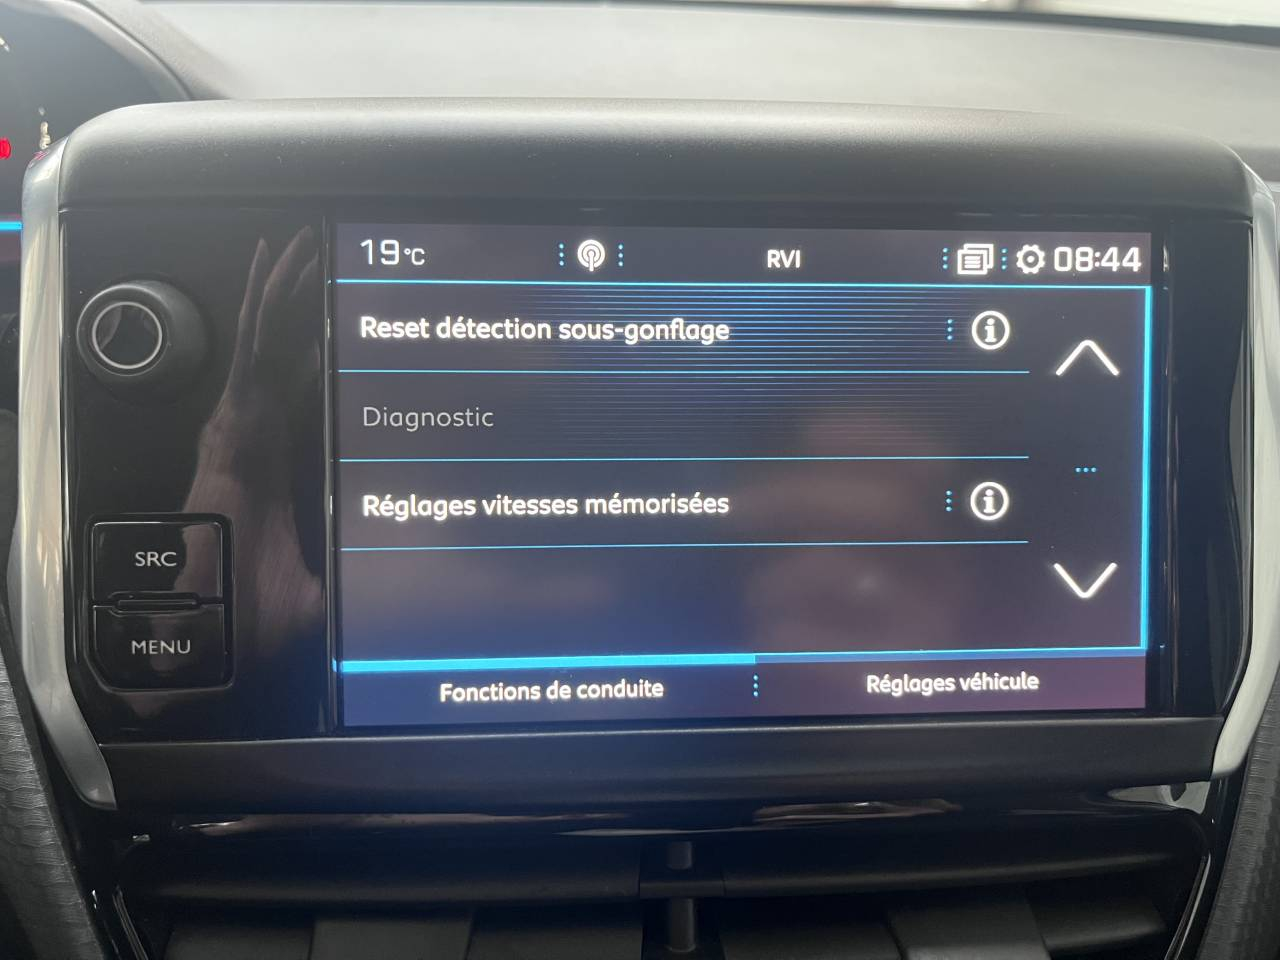 19°C RVI 08:44
Reset détection sous-gonflage
Diagnostic
Réglages vitesses mémorisées
SRC
MENU
Fonctions de conduite Réglages véhicule